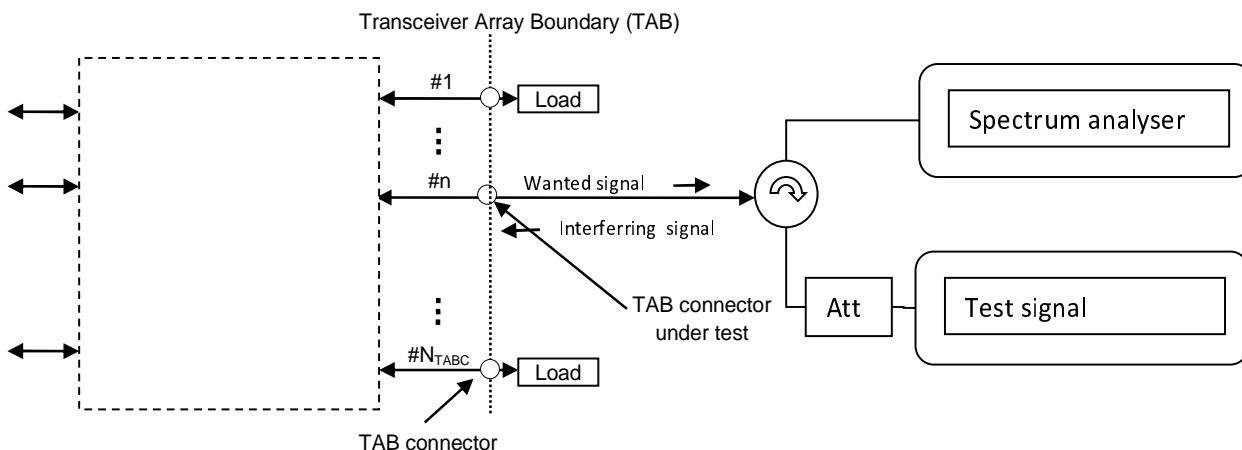 Transceiver Array Boundary (TAB)
#1
Load
Spectrum analyser
#n
Wanted signal
Interferring signal
TAB connector
under test
Att
Test signal
#NTABC
Load
TAB connector